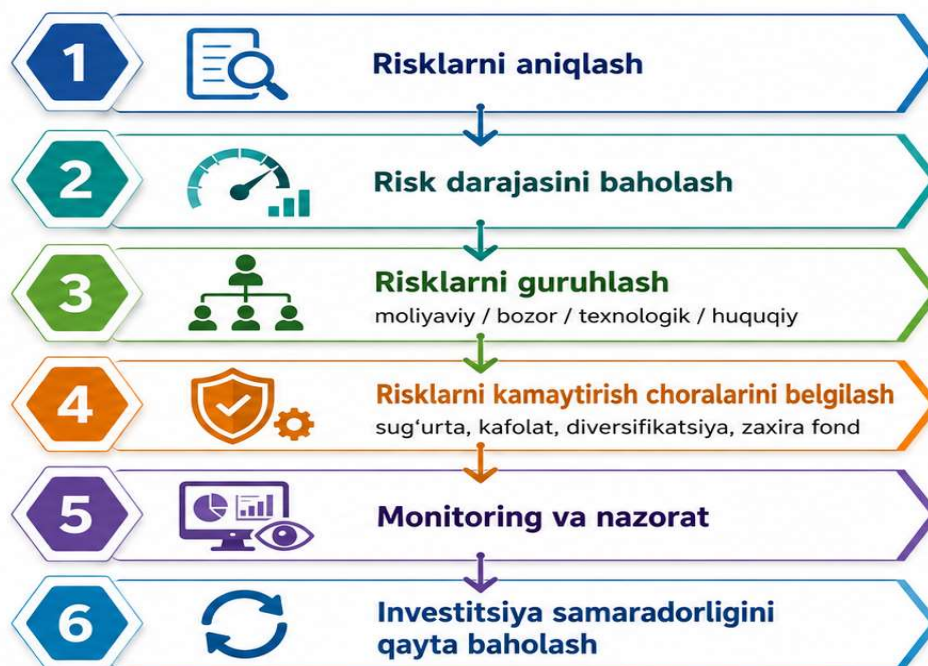 1
Risklarni aniqlash
2
Risk darajasini baholash
3
Risklarni guruhlash
moliyaviy / bozor / texnologik / huquqiy
4
Risklarni kamaytirish choralarini belgilash
sug‘urta, kafolat, diversifikatsiya, zaxira fond
5
Monitoring va nazorat
6
Investitsiya samaradorligini
qayta baholash